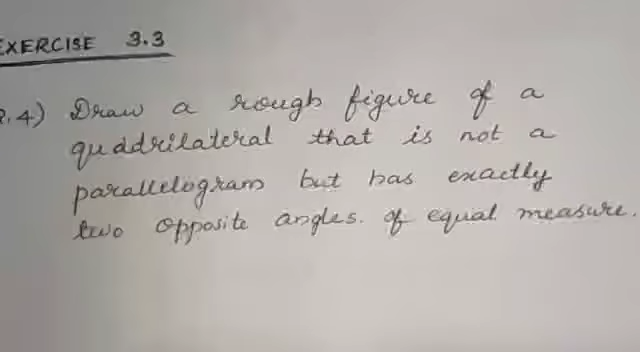 EXERCISE 3.3
Q.4) Draw a rough figure of a
quadrilateral that is not a
parallelogram but has exactly
two opposite angles. of equal measure.